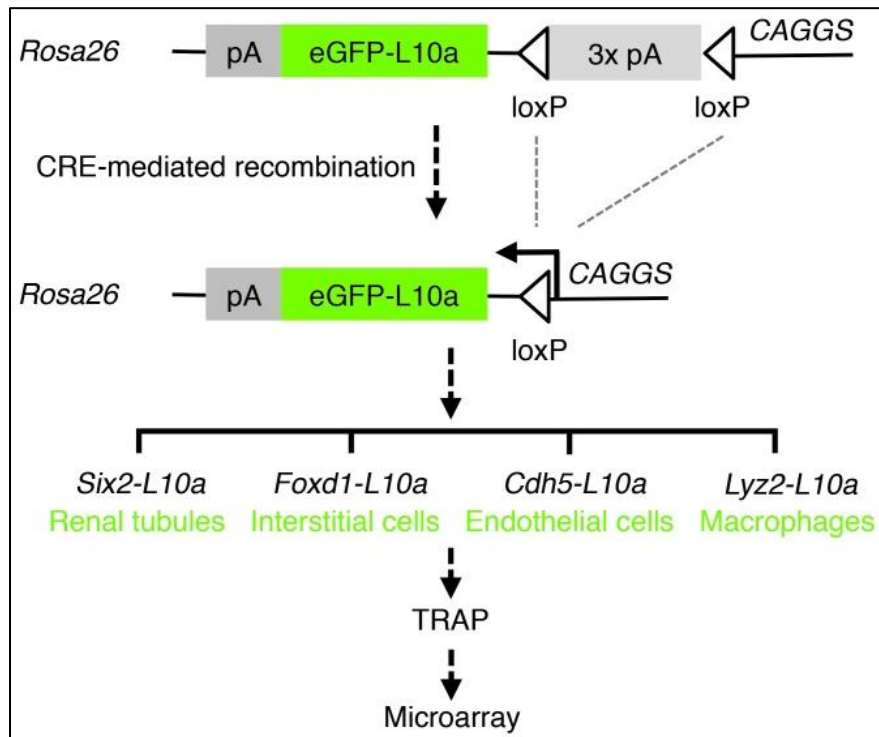 Rosa26 pA eGFP-L10a 3x pA CAGGS
loxP loxP
CRE-mediated recombination
Rosa26 pA eGFP-L10a CAGGS
loxP
Six2-L10a Foxd1-L10a Cdh5-L10a Lyz2-L10a
Renal tubules Interstitial cells Endothelial cells Macrophages
TRAP
Microarray